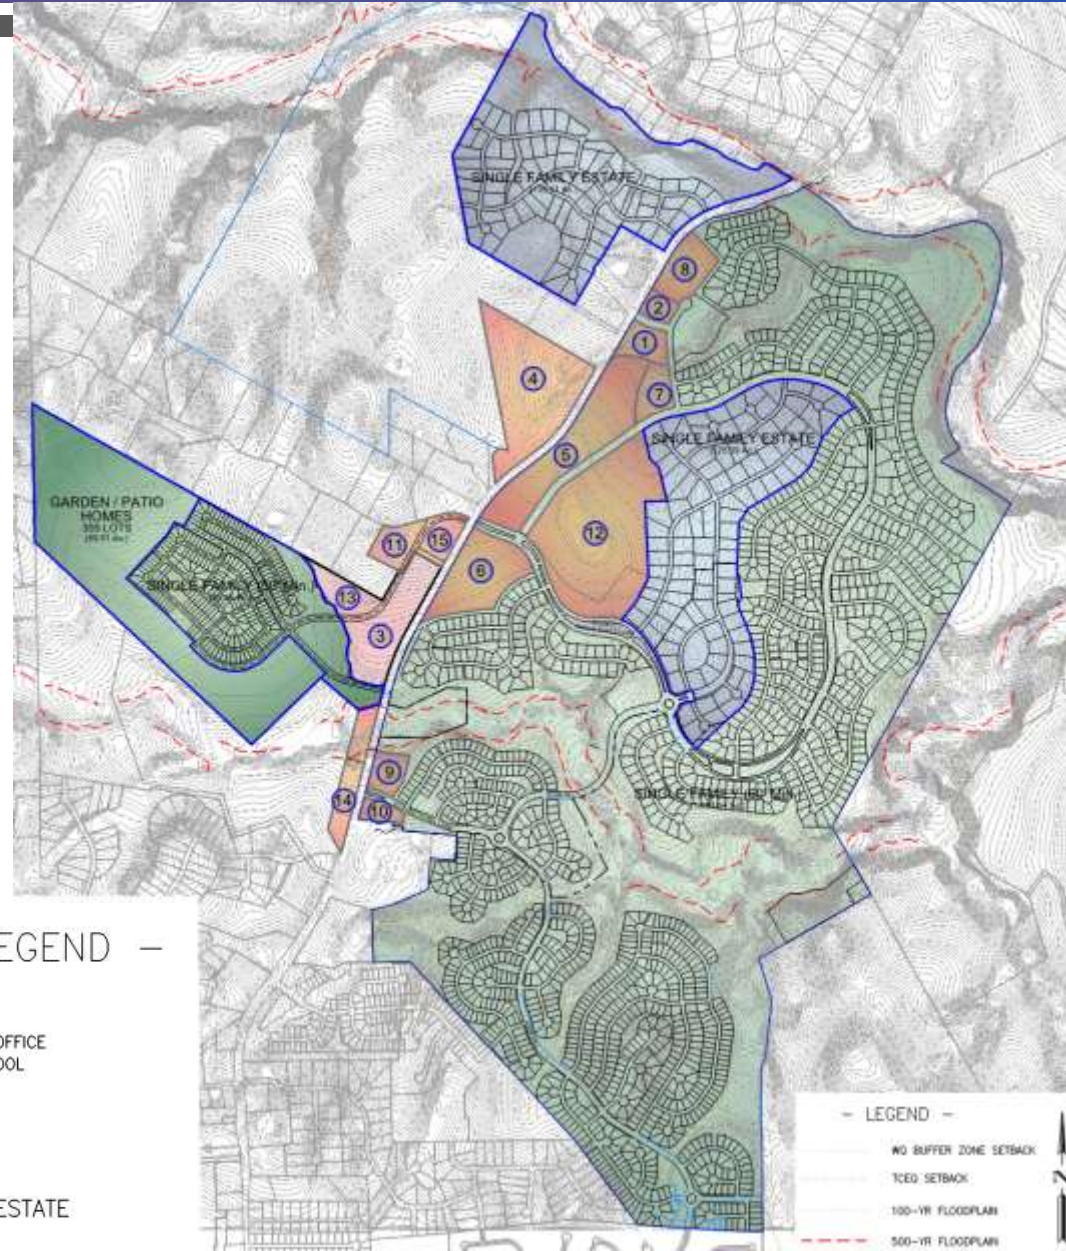 SINGLE FAMILY ESTATE
8
2
1
4
7
5
SINGLE FAMILY ESTATE
GARDEN / PATIO
HOMES
12
11
15
6
SINGLE FAMILY
13
3
9
SINGLE FAMILY
14
10
EGEND -
OFFICE
OOL
ESTATE
- LEGEND -
WQ BUFFER ZONE SETBACK
TCEQ SETBACK
100-YR FLOODPLAIN
500-YR FLOODPLAIN
N